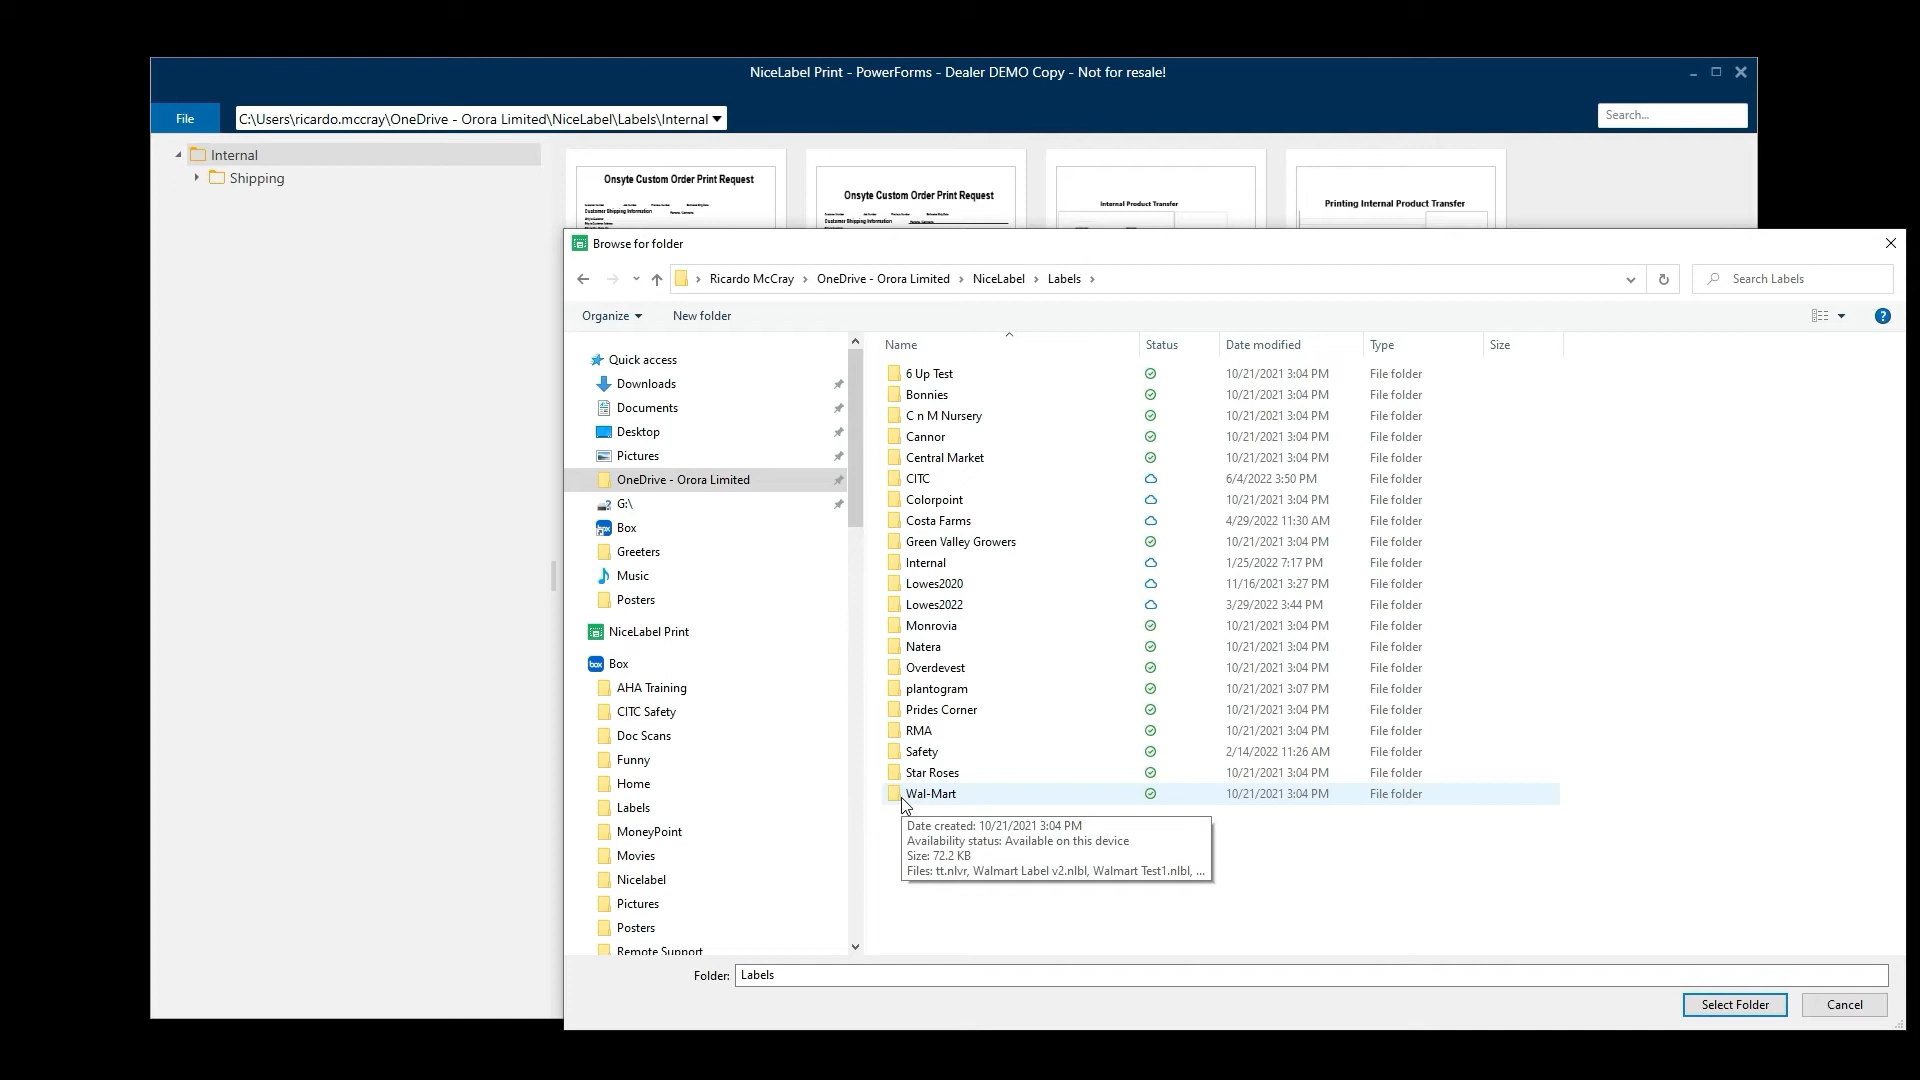 NiceLabel Print - PowerForms - Dealer DEMO Copy - Not for resale!
File
C:\Users\ricardo.mccray\OneDrive - Orora Limited\NiceLabel\Labels\Internal
Search...
Internal
Shipping
Onsyte Custom Order Print Request
Customer Shipping Information
Onsyte Custom Order Print Request
Customer Shipping Information
Internal Product Transfer
Printing Internal Product Transfer
Browse for folder
Ricardo McCray > OneDrive - Orora Limited > NiceLabel > Labels >
Search Labels
Organize
New folder
Quick access
Downloads
Documents
Desktop
Pictures
OneDrive - Orora Limited
G:\
Box
Greeters
Music
Posters
NiceLabel Print
Box
AHA Training
CITC Safety
Doc Scans
Funny
Home
Labels
MoneyPoint
Movies
Nicelabel
Pictures
Posters
Remote Support
Name Status Date modified Type Size
6 Up Test 10/21/2021 3:04 PM File folder
Bonnies 10/21/2021 3:04 PM File folder
C n M Nursery 10/21/2021 3:04 PM File folder
Cannor 10/21/2021 3:04 PM File folder
Central Market 10/21/2021 3:04 PM File folder
CITC 6/4/2022 3:50 PM File folder
Colorpoint 10/21/2021 3:04 PM File folder
Costa Farms 4/29/2022 11:30 AM File folder
Green Valley Growers 10/21/2021 3:04 PM File folder
Internal 1/25/2022 7:17 PM File folder
Lowes2020 11/16/2021 3:27 PM File folder
Lowes2022 3/29/2022 3:44 PM File folder
Monrovia 10/21/2021 3:04 PM File folder
Natera 10/21/2021 3:04 PM File folder
Overdevest 10/21/2021 3:04 PM File folder
plantogram 10/21/2021 3:07 PM File folder
Prides Corner 10/21/2021 3:04 PM File folder
RMA 10/21/2021 3:04 PM File folder
Safety 2/14/2022 11:26 AM File folder
Star Roses 10/21/2021 3:04 PM File folder
Wal-Mart 10/21/2021 3:04 PM File folder
Date created: 10/21/2021 3:04 PM
Availability status: Available on this device
Size: 72.2 KB
Files: tt.nlvr, Walmart Label v2.nlbl, Walmart Test1.nlbl, ...
Folder: Labels
Select Folder
Cancel